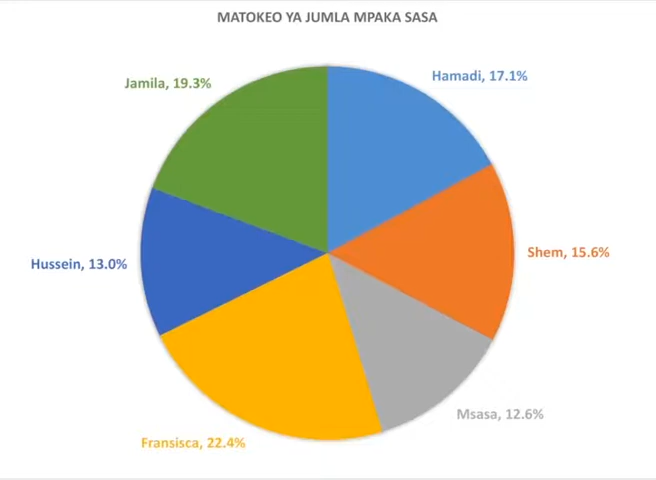 MATOKEO YA JUMLA MPAKA SASA
Jamila, 19.3%
Hamadi, 17.1%
Hussein, 13.0%
Shem, 15.6%
Msasa, 12.6%
Fransisca, 22.4%